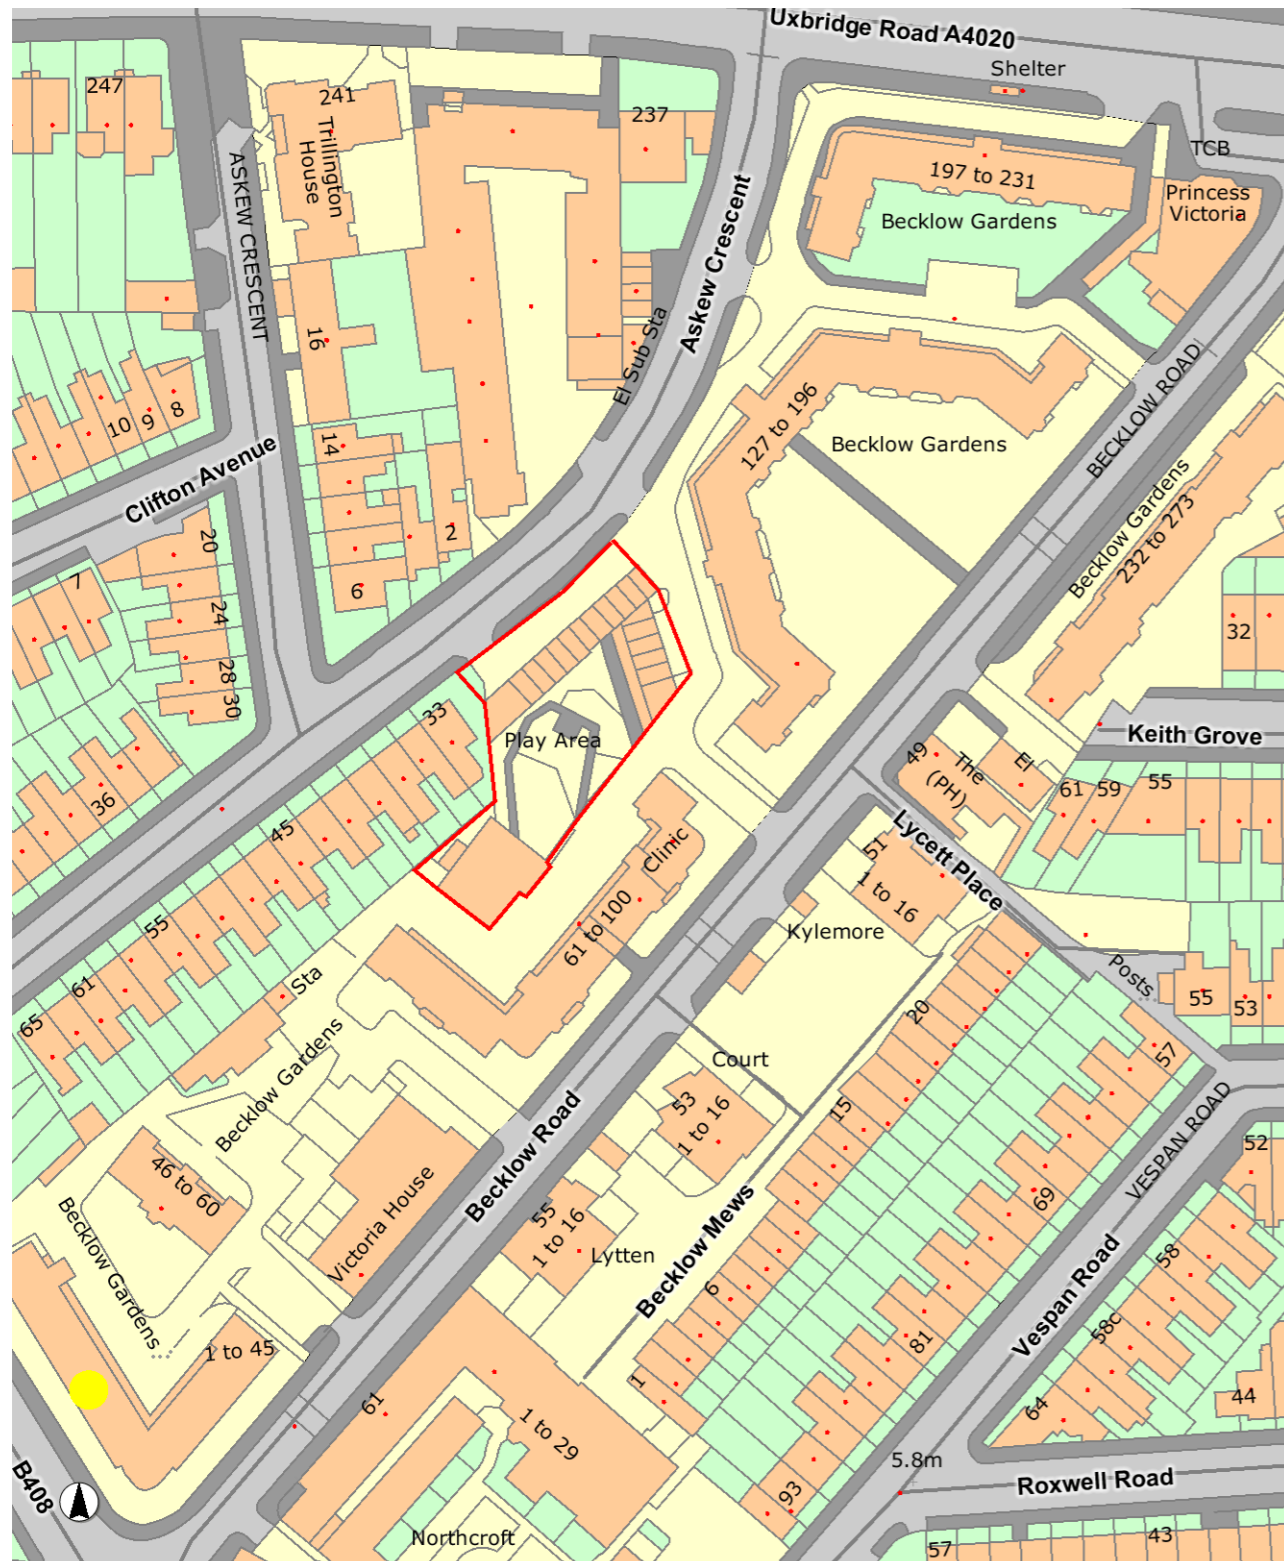 Uxbridge Road A4020
Shelter
247
241
Trillington
House
237
TCB
197 to 231
Princess
Victoria
Becklow Gardens
ASKEW CRESCENT
Askew Crescent
16
El Sub Sta
BECKLOW ROAD
10
9
8
127 to 196
Becklow Gardens
14
Clifton Avenue
Becklow Gardens
232 to 273
20
2
7
6
24
32
28
30
33
Keith Grove
Play Area
49
The
(PH)
El
61
59
55
36
45
Lycett Place
Clinic
51
1 to 16
55
61 to 100
Kylemore
Sta
61
Posts
65
20
55
53
Becklow Gardens
Court
57
53
1 to 16
15
Becklow Road
VESPAN ROAD
52
46 to 60
Victoria House
69
Becklow Gardens
55
1 to 16
Lytten
Becklow Mews
6
58
Vespan Road
58c
81
1 to 45
1
61
1 to 29
64
44
B408
5.8m
Roxwell Road
93
Northcroft
57
43